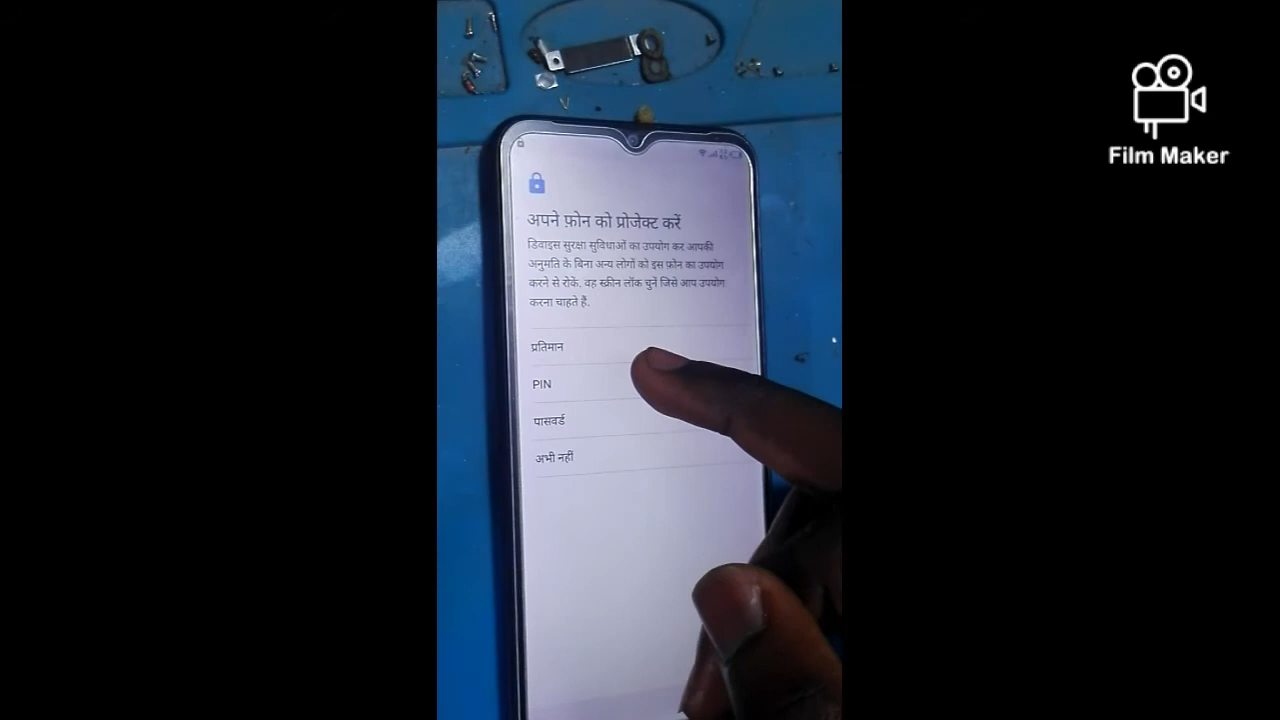 Film Maker
अपने फ़ोन को प्रोजेक्ट करें
डिवाइस सुरक्षा सुविधाओं का उपयोग कर आपकी
अनुमति के बिना अन्य लोगों को इस फ़ोन का उपयोग
करने से रोकें. वह स्क्रीन लॉक चुनें जिसे आप उपयोग
करना चाहते हैं.
प्रतिमान
PIN
पासवर्ड
अभी नहीं